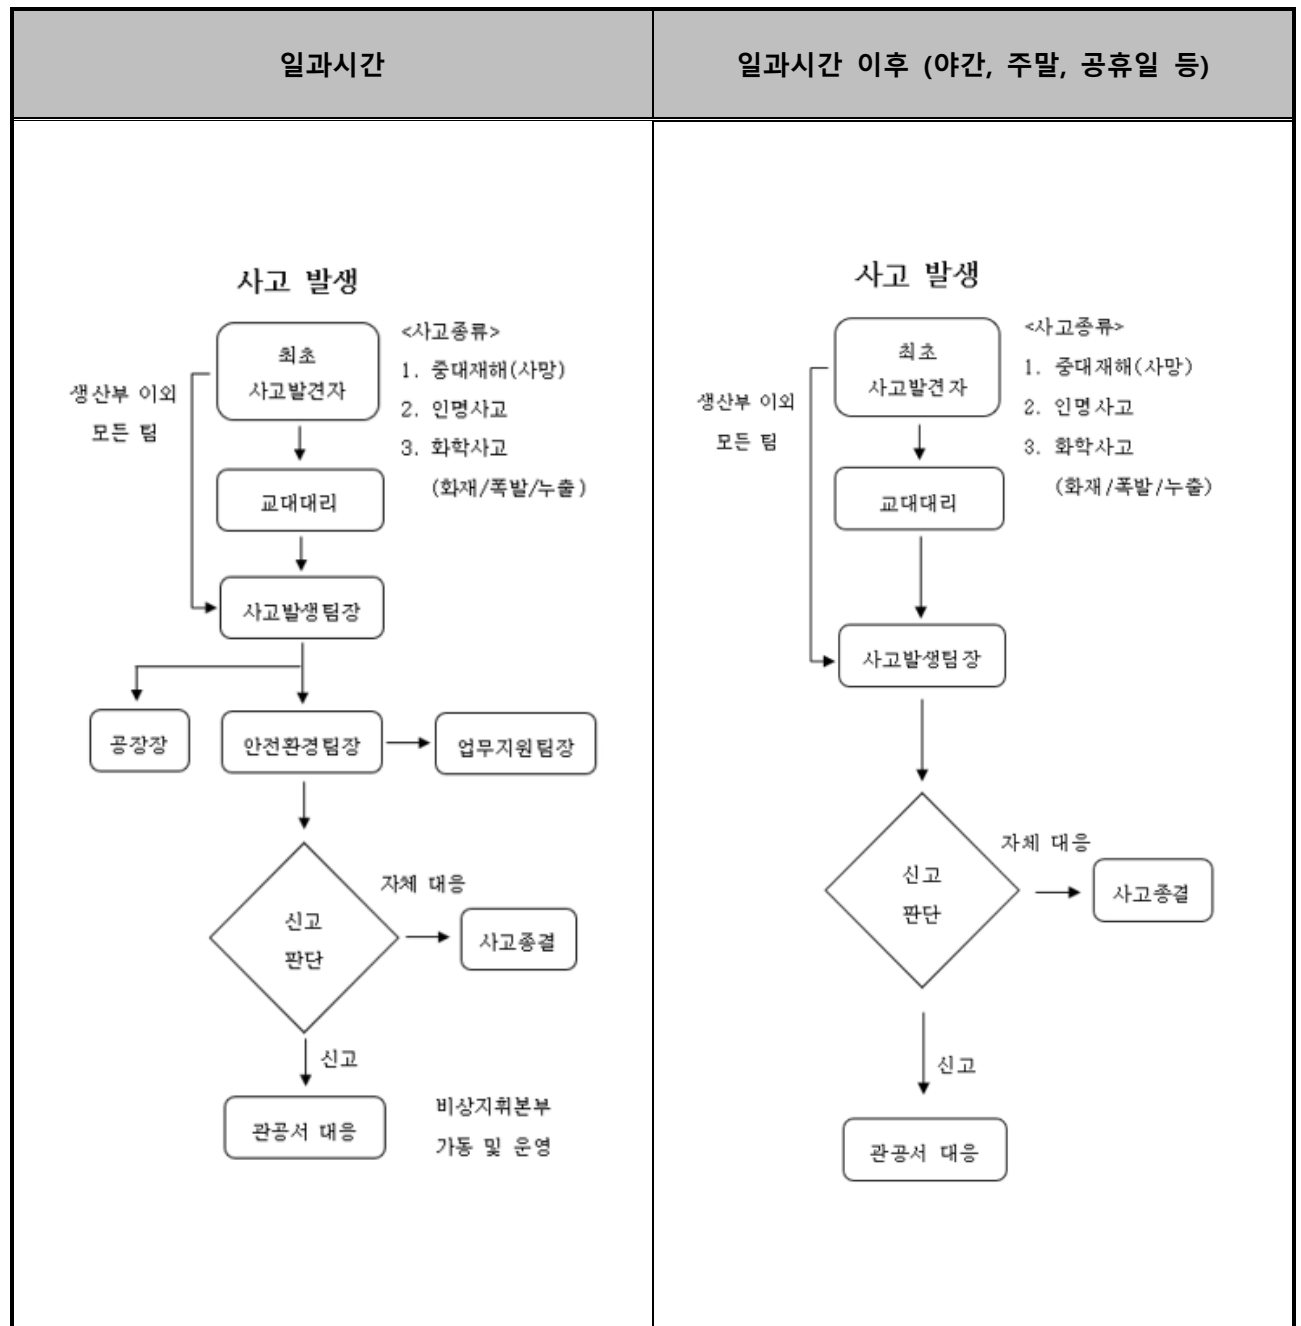 일과시간
일과시간 이후 (야간, 주말, 공휴일 등)
사고 발생
최초
사고발견자
<사고종류>
1. 중대재해(사망)
2. 인명사고
3. 화학사고
(화재/폭발/누출)
생산부 이외
모든 팀
교대대리
사고발생팀장
공장장
안전환경팀장
업무지원팀장
신고
판단
자체 대응
사고종결
신고
관공서 대응
비상지휘본부
가동 및 운영
사고 발생
최초
사고발견자
<사고종류>
1. 중대재해(사망)
2. 인명사고
3. 화학사고
(화재/폭발/누출)
생산부 이외
모든 팀
교대대리
사고발생팀장
신고
판단
자체 대응
사고종결
신고
관공서 대응